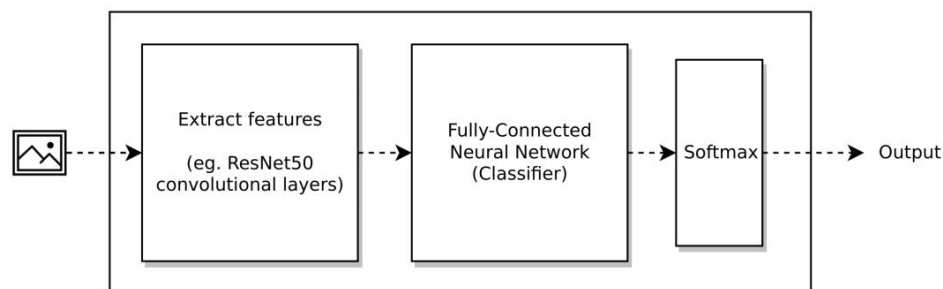 Extract features
(eg. ResNet50
convolutional layers)
Fully-Connected
Neural Network
(Classifier)
Softmax
Output